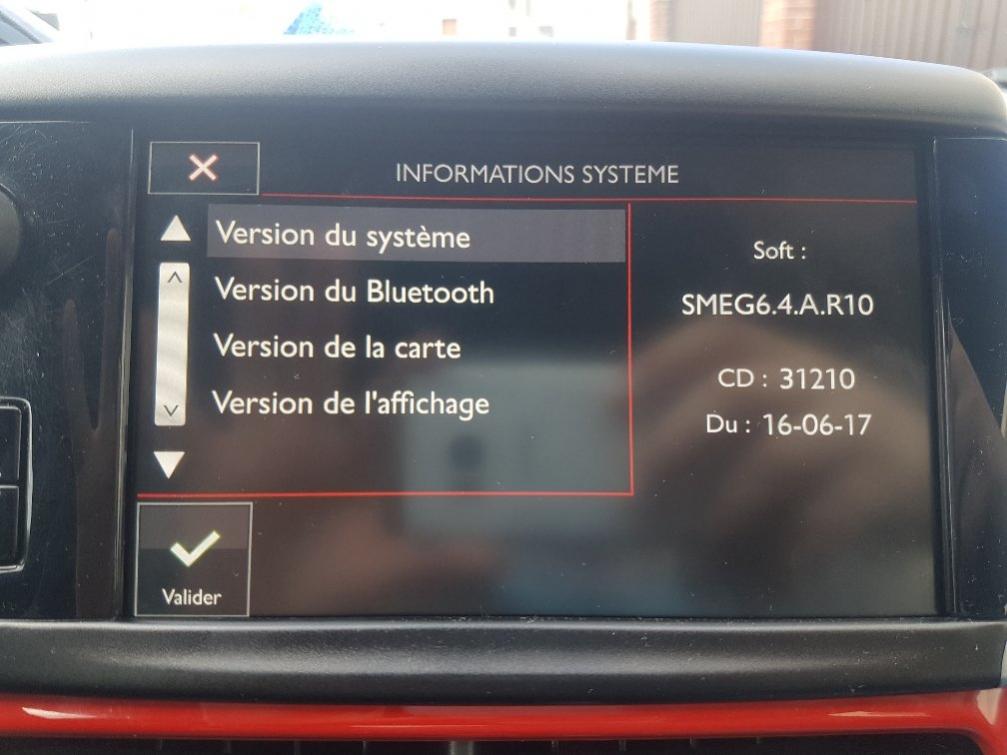 INFORMATIONS SYSTEME
Version du système
Version du Bluetooth
Version de la carte
Version de l'affichage
Soft :
SMEG6.4.A.R10
CD : 31210
Du : 16-06-17
Valider